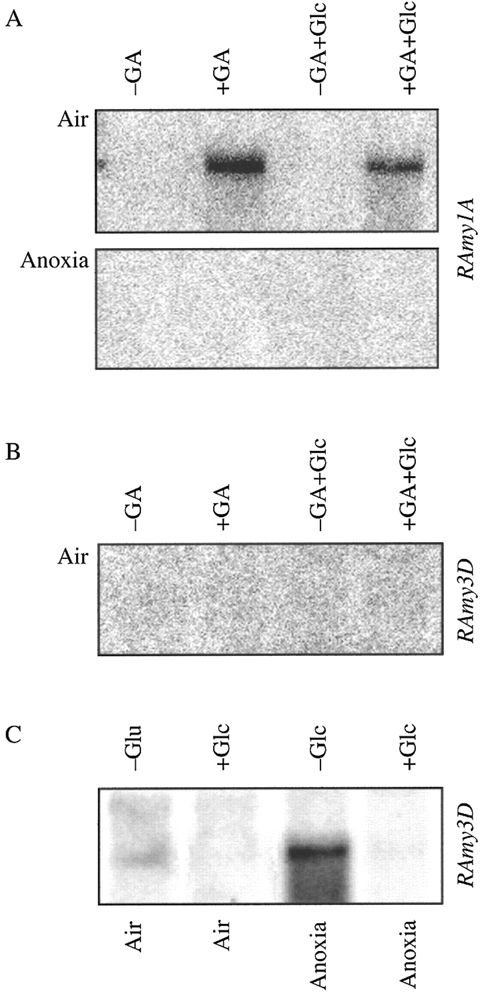 A
–GA
+GA
–GA+Glc
+GA+Glc
Air
Anoxia
RAmy1A
B
–GA
+GA
–GA+Glc
+GA+Glc
Air
RAmy3D
C
–Glu
+Glc
–Glc
+Glc
RAmy3D
Air
Air
Anoxia
Anoxia